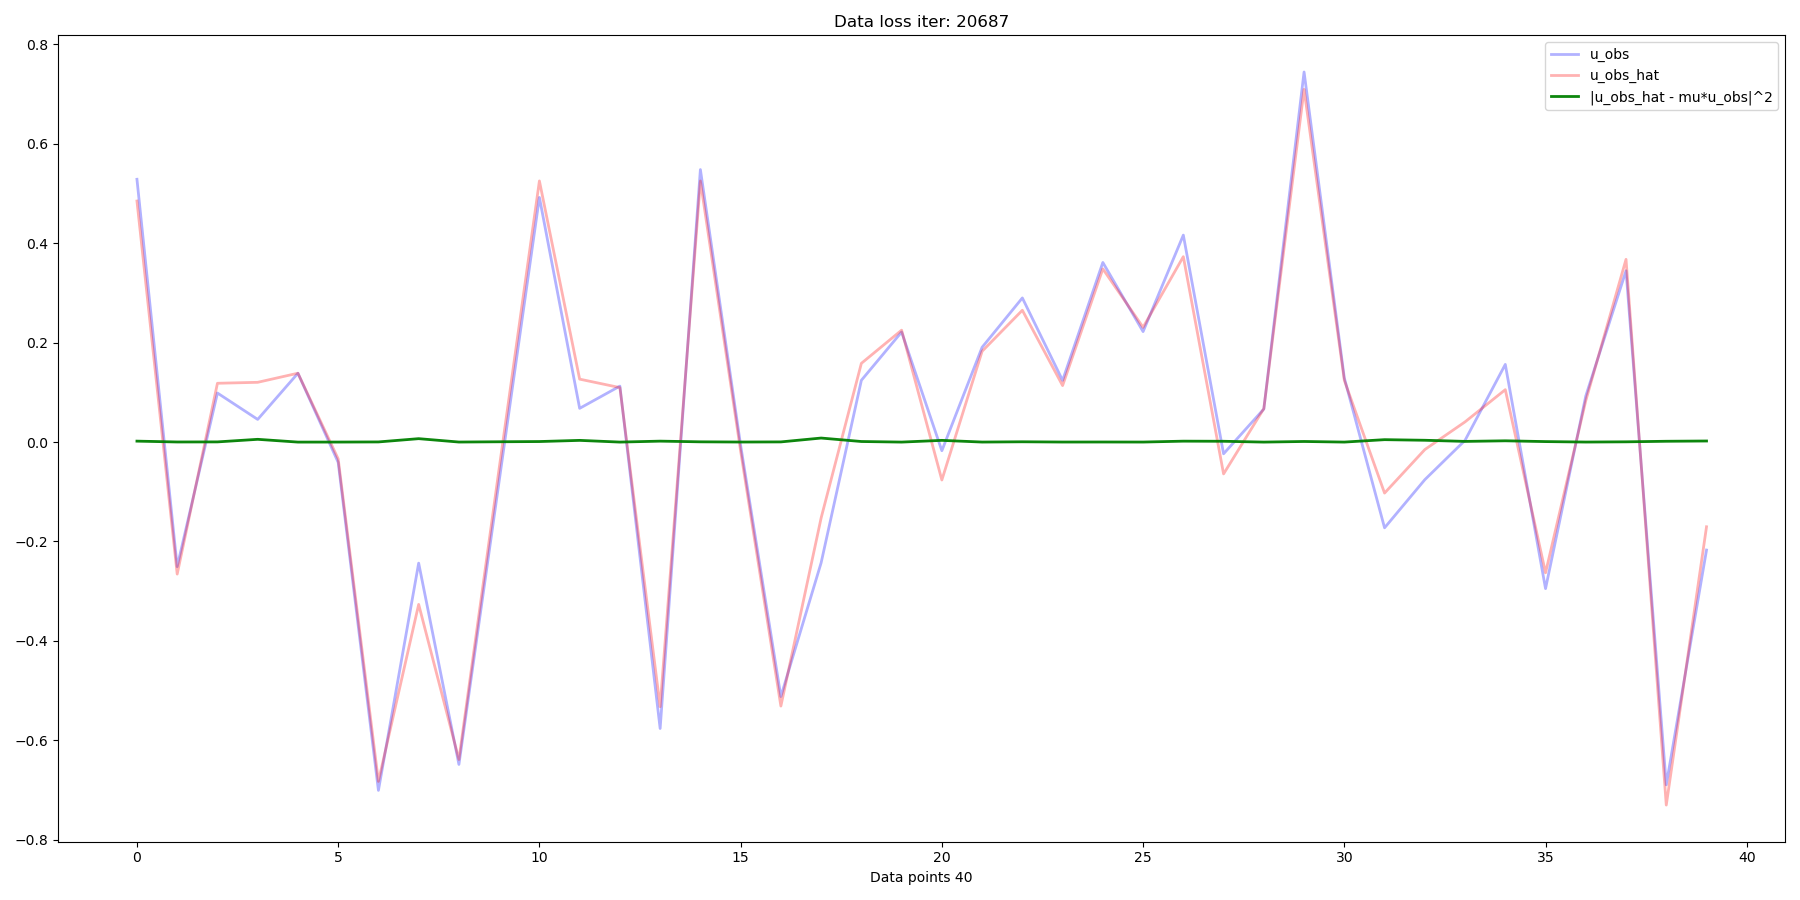 Data loss iter: 20687
u_obs
u_obs_hat
|u_obs_hat - mu*u_obs|^2
0.8
0.6
0.4
0.2
0.0
−0.2
−0.4
−0.6
−0.8
0 5 10 15 20 25 30 35 40
Data points 40